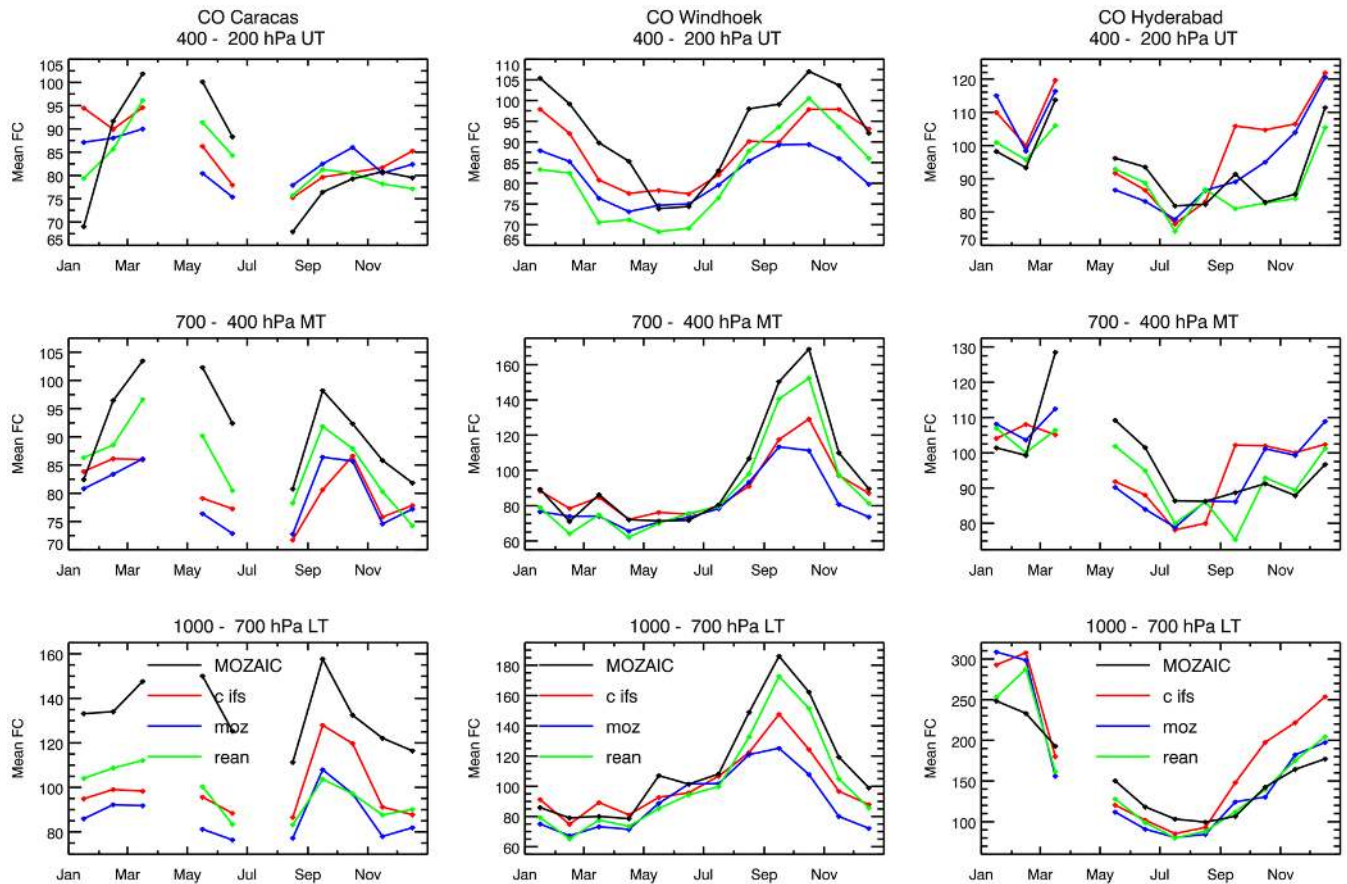 CO Caracas
400 - 200 hPa UT
105
100
95
90
85
80
75
70
65
Mean FC
Jan Mar May Jul Sep Nov
CO Windhoek
400 - 200 hPa UT
110
105
100
95
90
85
80
75
70
65
Mean FC
Jan Mar May Jul Sep Nov
CO Hyderabad
400 - 200 hPa UT
120
110
100
90
80
70
Mean FC
Jan Mar May Jul Sep Nov
700 - 400 hPa MT
105
100
95
90
85
80
75
70
Mean FC
Jan Mar May Jul Sep Nov
700 - 400 hPa MT
160
140
120
100
80
60
Mean FC
Jan Mar May Jul Sep Nov
700 - 400 hPa MT
130
120
110
100
90
80
Mean FC
Jan Mar May Jul Sep Nov
1000 - 700 hPa LT
160
140
120
100
80
Mean FC
MOZAIC
c ifs
moz
rean
Jan Mar May Jul Sep Nov
1000 - 700 hPa LT
180
160
140
120
100
80
60
Mean FC
MOZAIC
c ifs
moz
rean
Jan Mar May Jul Sep Nov
1000 - 700 hPa LT
300
250
200
150
100
Mean FC
MOZAIC
c ifs
moz
rean
Jan Mar May Jul Sep Nov